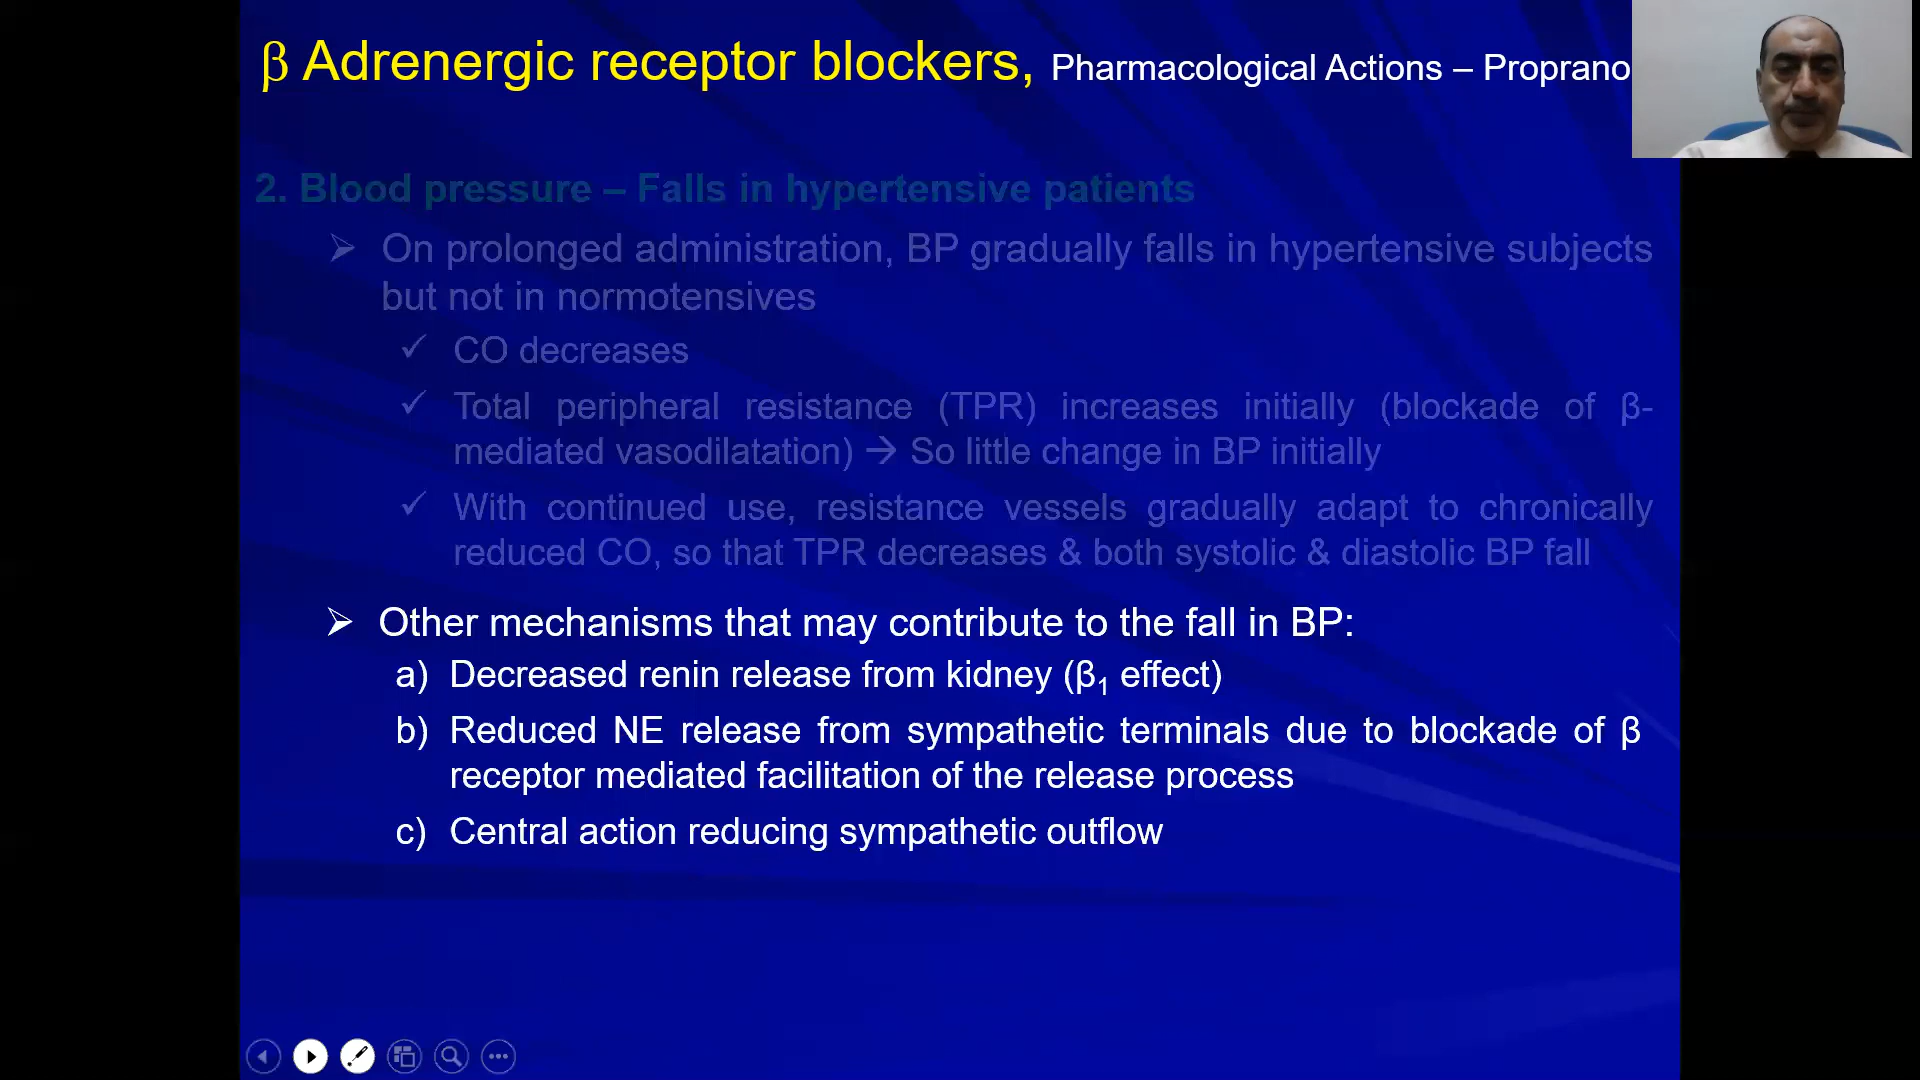 β Adrenergic receptor blockers, Pharmacological Actions – Proprano
2. Blood pressure – Falls in hypertensive patients
➢ On prolonged administration, BP gradually falls in hypertensive subjects
but not in normotensives
✓ CO decreases
✓ Total peripheral resistance (TPR) increases initially (blockade of β-
mediated vasodilatation) → So little change in BP initially
✓ With continued use, resistance vessels gradually adapt to chronically
reduced CO, so that TPR decreases & both systolic & diastolic BP fall
➢ Other mechanisms that may contribute to the fall in BP:
a) Decreased renin release from kidney (β₁ effect)
b) Reduced NE release from sympathetic terminals due to blockade of β
receptor mediated facilitation of the release process
c) Central action reducing sympathetic outflow